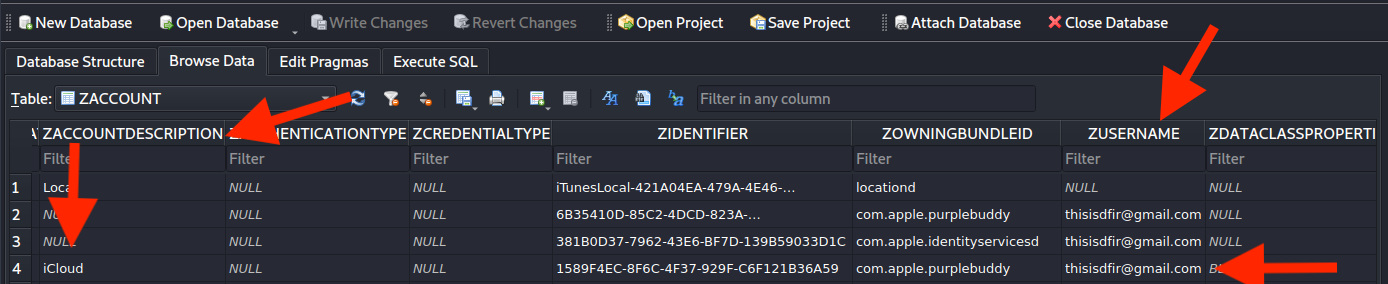 New Database Open Database Write Changes Revert Changes Open Project Save Project Attach Database Close Database
Database Structure Browse Data Edit Pragmas Execute SQL
Table: ZACCOUNT Filter in any column
ZACCOUNTDESCRIPTION ZCREDENTIALTYPE ZIDENTIFIER ZOWNINGBUNDLEID ZUSERNAME ZDATACLASSPROPERTI
Filter Filter Filter Filter Filter Filter Filter
1 NULL NULL iTunesLocal-421A04EA-479A-4E46-... locationd NULL NULL
2 NULL NULL 6B35410D-85C2-4DCD-823A-... com.apple.purplebuddy thisisdfir@gmail.com NULL
3 NULL NULL NULL 381B0D37-7962-43E6-BF7D-139B59033D1C com.apple.identityservicesd thisisdfir@gmail.com NULL
4 iCloud NULL NULL 1589F4EC-8F6C-4F37-929F-C6F121B36A59 com.apple.purplebuddy thisisdfir@gmail.com